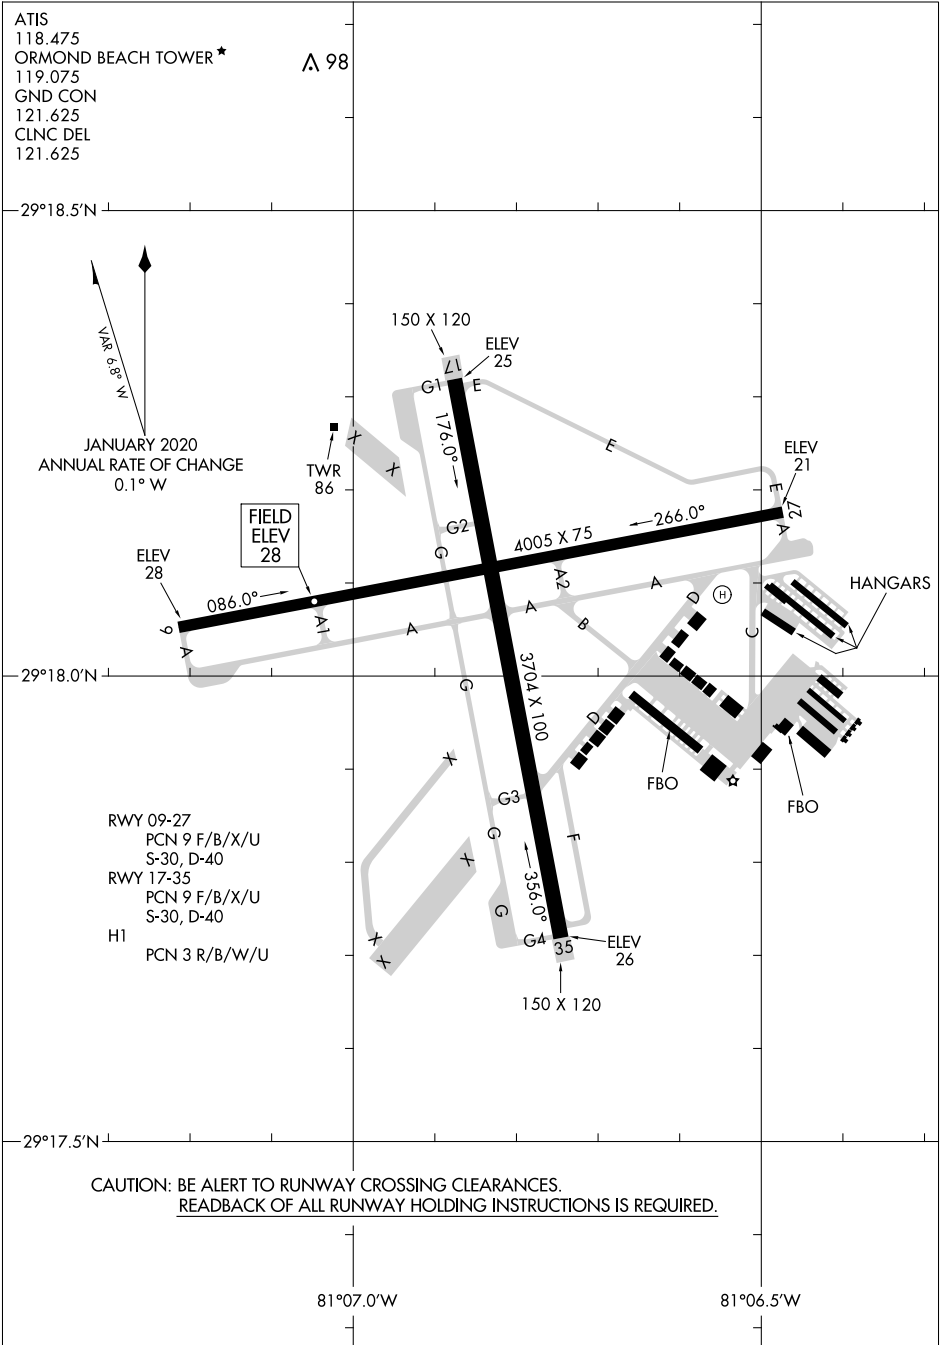 ATIS
118.475
ORMOND BEACH TOWER ★
119.075
GND CON
121.625
CLNC DEL
121.625
98
29°18.5'N
VAR 6.8° W
JANUARY 2020
ANNUAL RATE OF CHANGE
0.1° W
150 X 120
ELEV
25
17
G1
E
176.0°
E
X
X
TWR
86
ELEV
21
E
27
A
FIELD
ELEV
28
G2
G
4005 X 75
266.0°
ELEV
28
086.0°
9
A
A1
A
A
A2
A
B
D
H
C
HANGARS
29°18.0'N
G
3704 X 100
D
FBO
FBO
X
G3
G
F
X
G
356.0°
X
X
G4
35
ELEV
26
150 X 120
RWY 09-27
PCN 9 F/B/X/U
S-30, D-40
RWY 17-35
PCN 9 F/B/X/U
S-30, D-40
H1
PCN 3 R/B/W/U
29°17.5'N
CAUTION: BE ALERT TO RUNWAY CROSSING CLEARANCES.
READBACK OF ALL RUNWAY HOLDING INSTRUCTIONS IS REQUIRED.
81°07.0'W
81°06.5'W